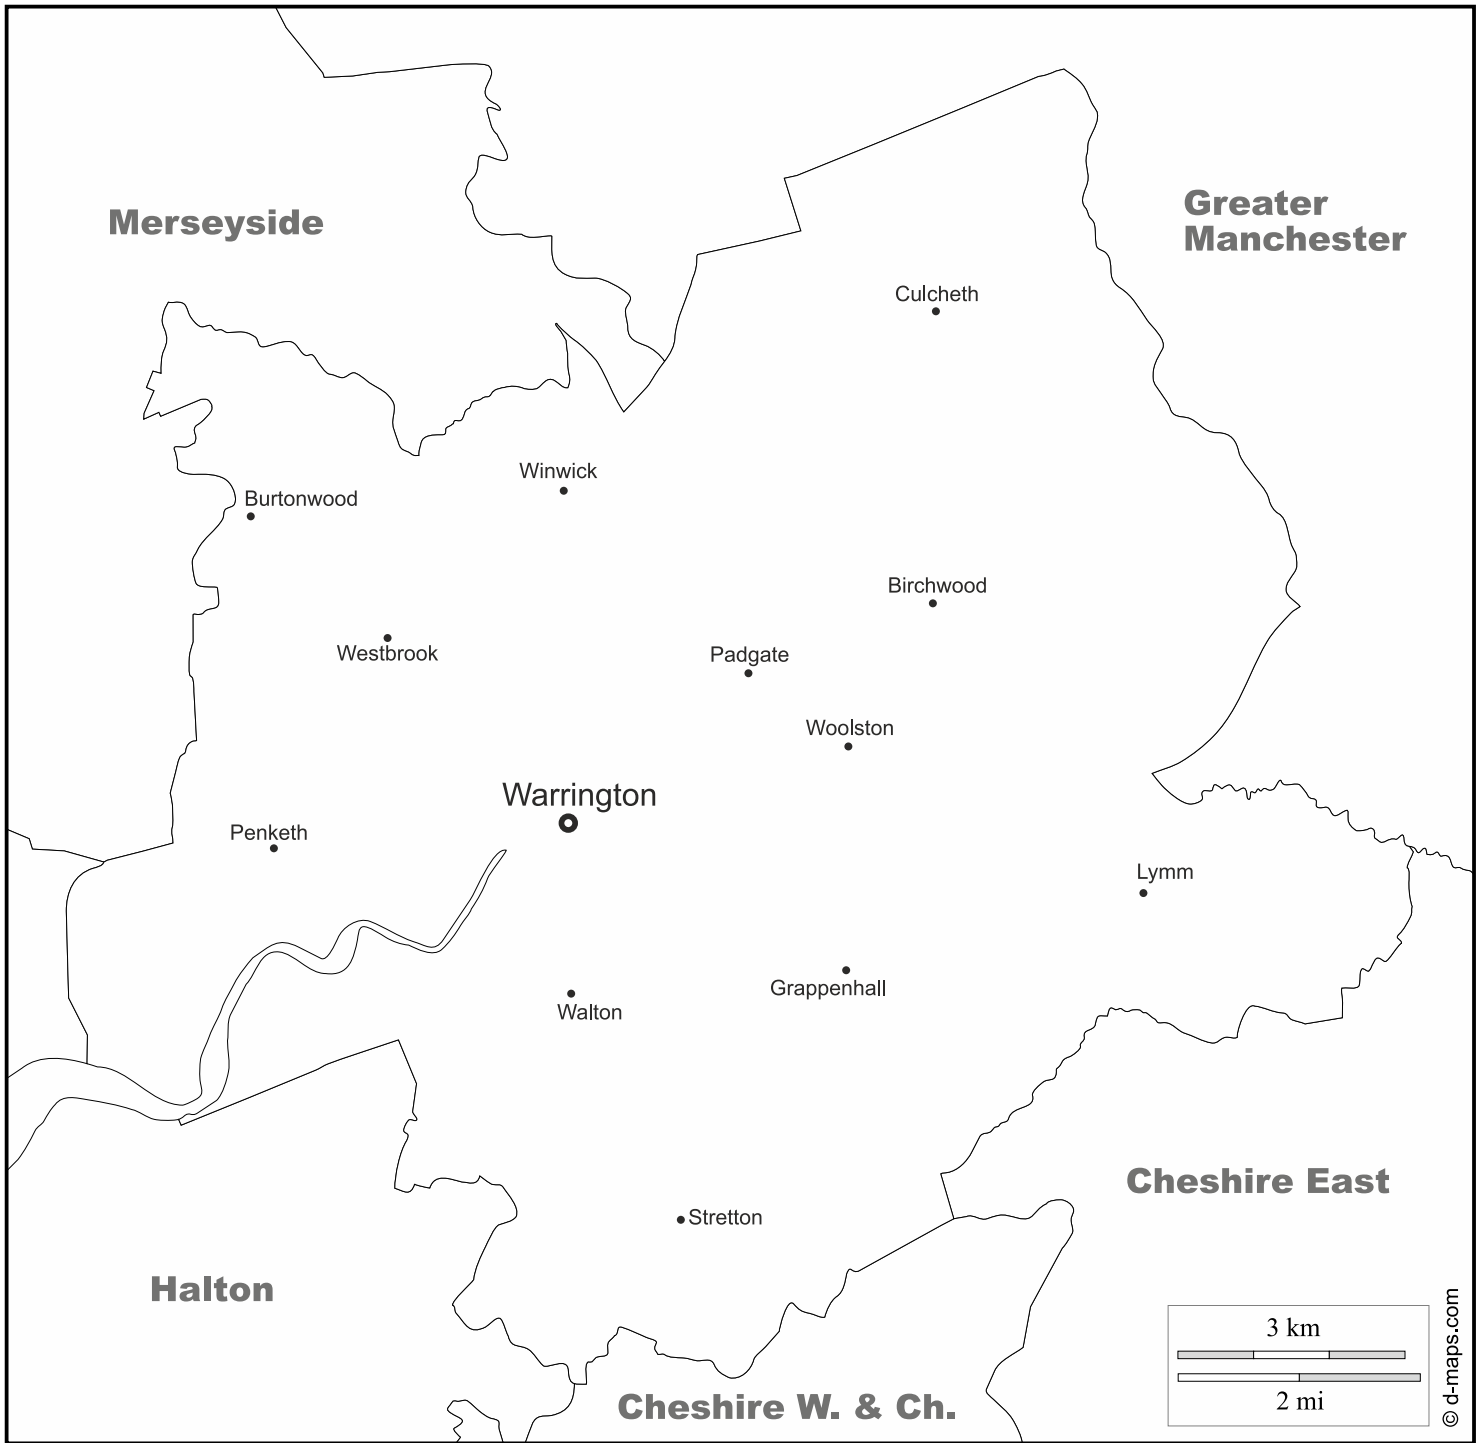 Merseyside
Greater
Manchester
Culcheth
Winwick
Burtonwood
Birchwood
Westbrook
Padgate
Woolston
Warrington
Penketh
Lymm
Grappenhall
Walton
Cheshire East
Stretton
Halton
3 km
2 mi
Cheshire W. & Ch.
© d-maps.com